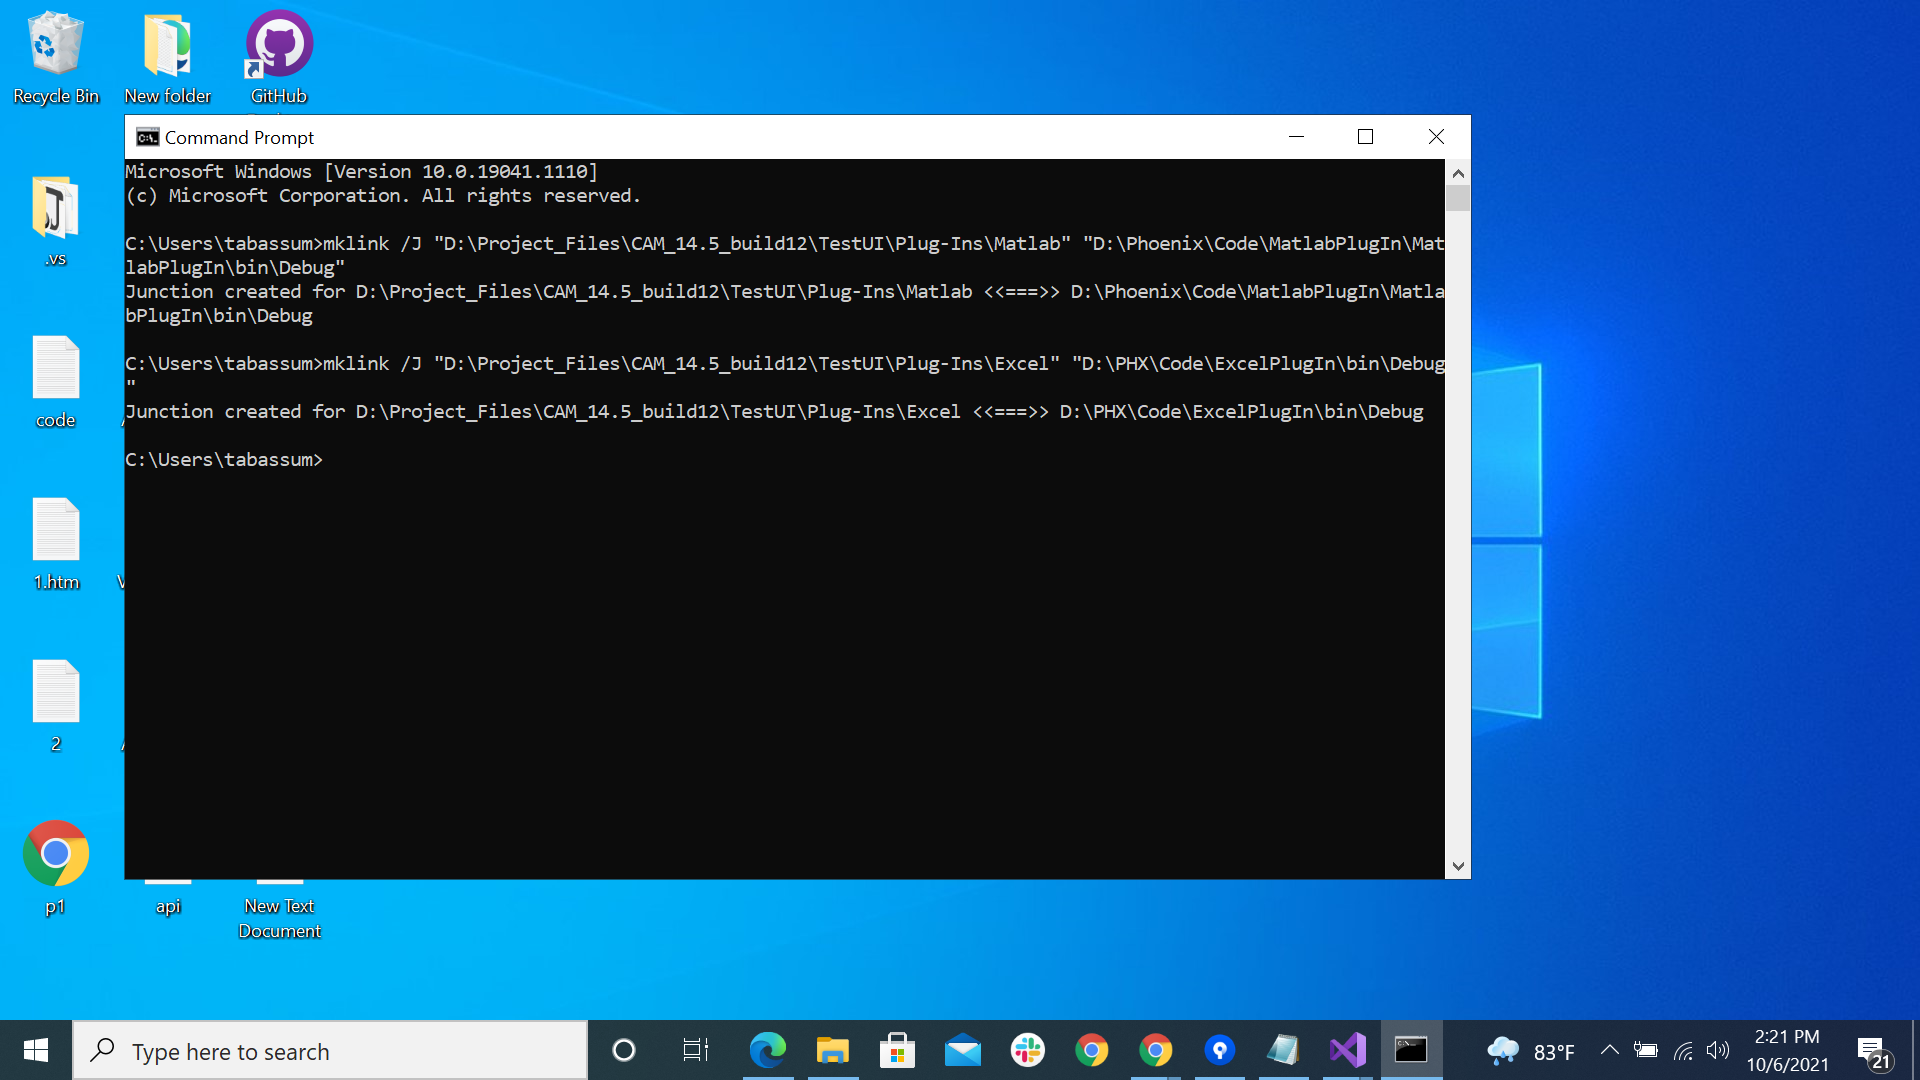 Recycle Bin
New folder
GitHub
.vs
code
1.htm
2
p1
api
New Text
Document
Command Prompt
Microsoft Windows [Version 10.0.19041.1110]
(c) Microsoft Corporation. All rights reserved.
C:\Users\tabassum>mklink /J "D:\Project_Files\CAM_14.5_build12\TestUI\Plug-Ins\Matlab" "D:\Phoenix\Code\MatlabPlugIn\Mat
labPlugIn\bin\Debug"
Junction created for D:\Project_Files\CAM_14.5_build12\TestUI\Plug-Ins\Matlab <<===>> D:\Phoenix\Code\MatlabPlugIn\Matla
bPlugIn\bin\Debug
C:\Users\tabassum>mklink /J "D:\Project_Files\CAM_14.5_build12\TestUI\Plug-Ins\Excel" "D:\PHX\Code\ExcelPlugIn\bin\Debug
"
Junction created for D:\Project_Files\CAM_14.5_build12\TestUI\Plug-Ins\Excel <<===>> D:\PHX\Code\ExcelPlugIn\bin\Debug
C:\Users\tabassum>
Type here to search
83°F
2:21 PM
10/6/2021
21